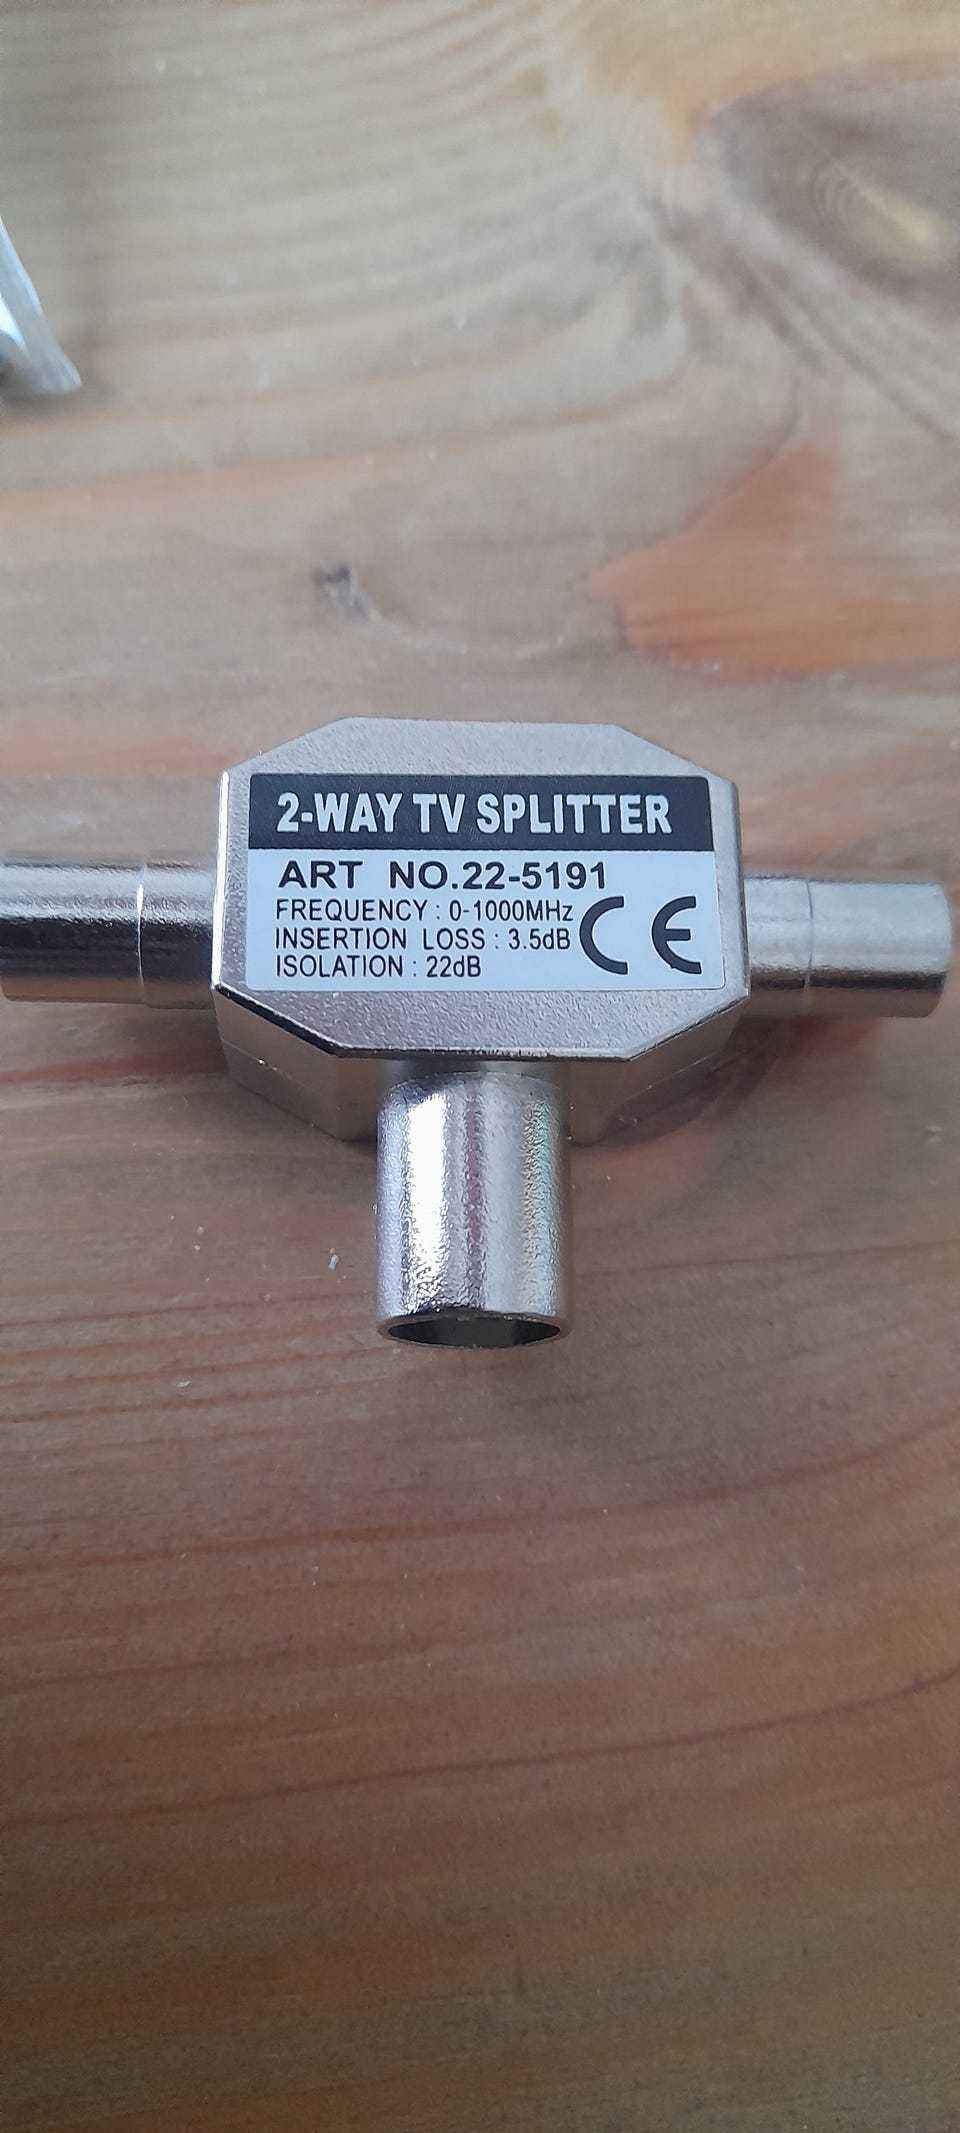 2-WAY TV SPLITTER
ART NO.22-5191
FREQUENCY : 0-1000MHz
INSERTION LOSS : 3.5dB
ISOLATION : 22dB
CE